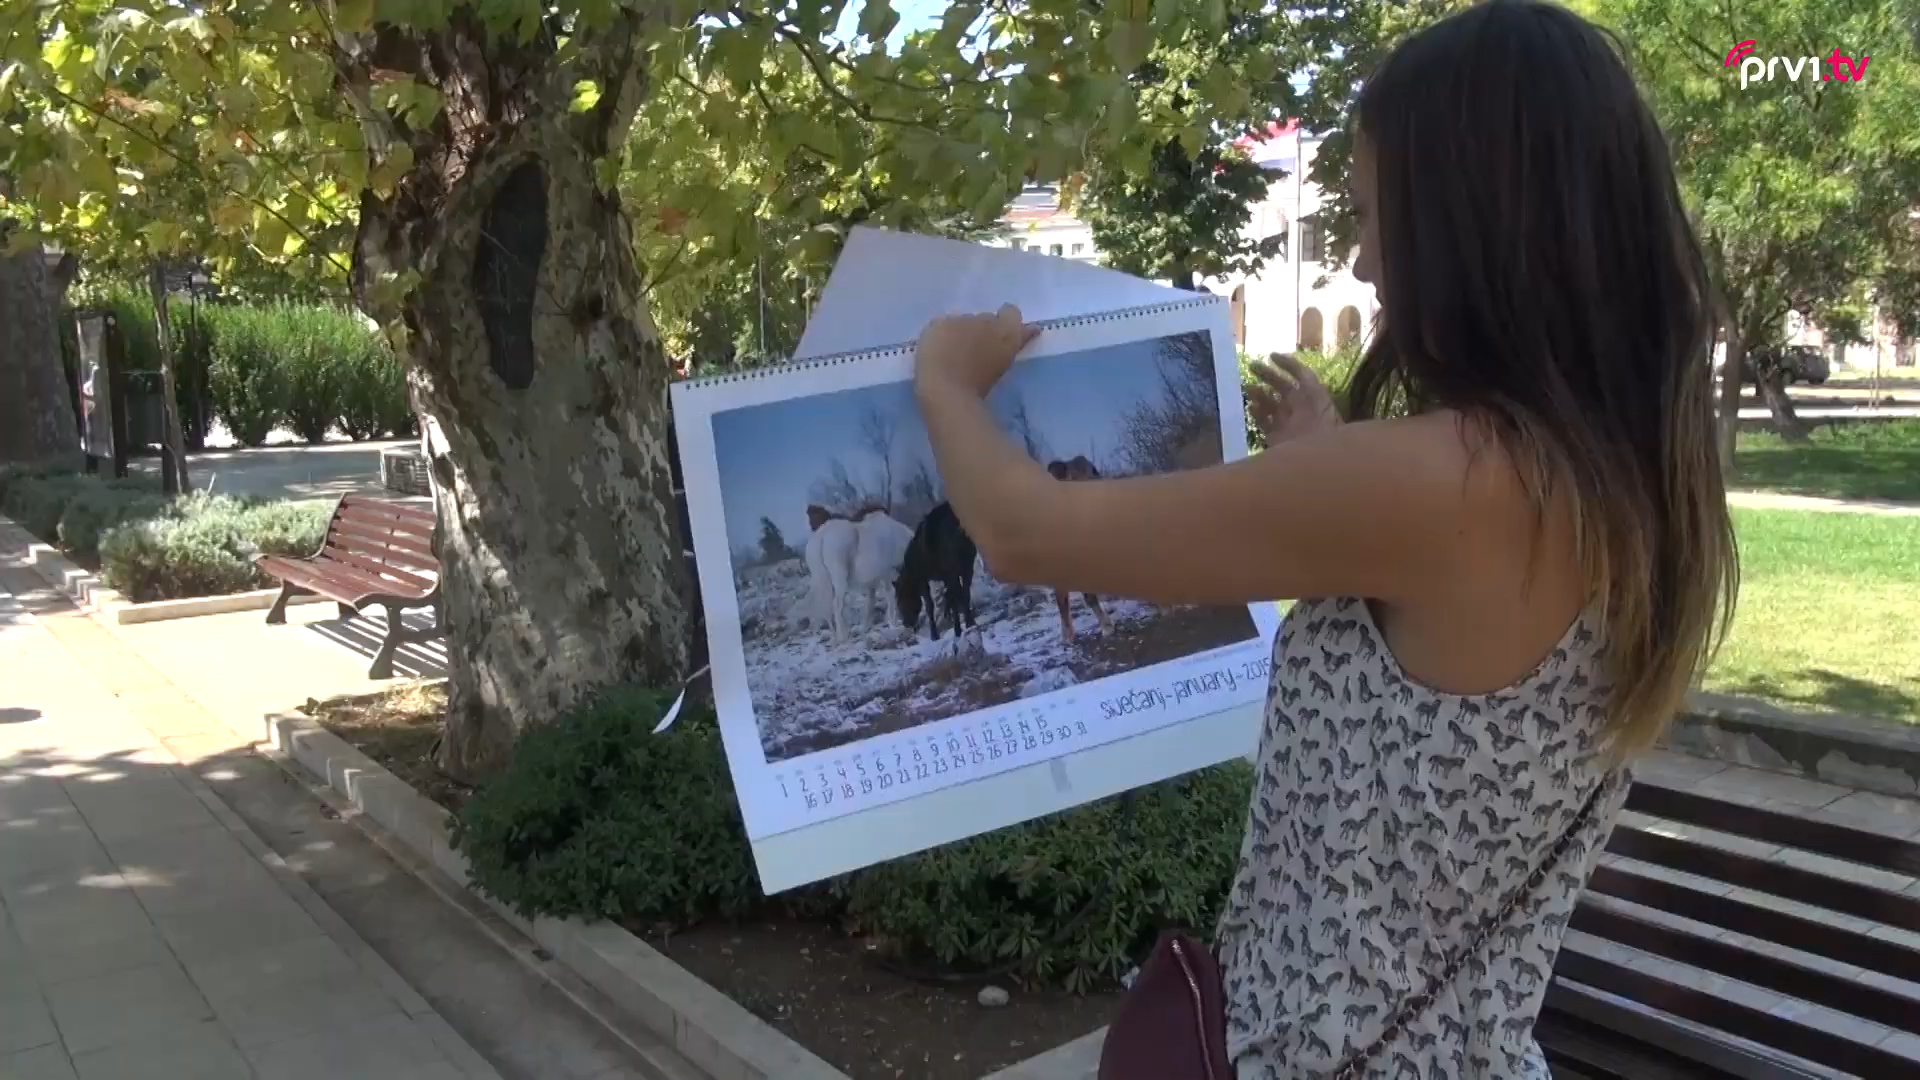 prv1.tv
siječanj-january-2015
1 2 3 4 5 6 7 8 9 10 11 12 13 14 15
16 17 18 19 20 21 22 23 24 25 26 27 28 29 30 31